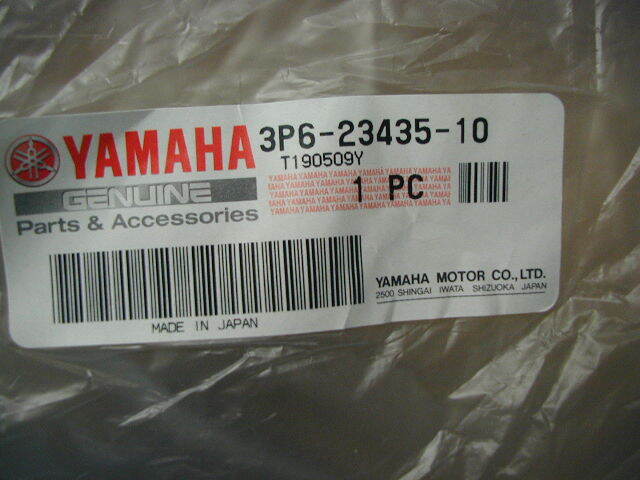 YAMAHA 3P6-23435-10
T190509Y
GENUINE
Parts & Accessories
1 PC
YAMAHA MOTOR CO.,LTD.
2500 SHINGAI IWATA SHIZUOKA JAPAN
MADE IN JAPAN